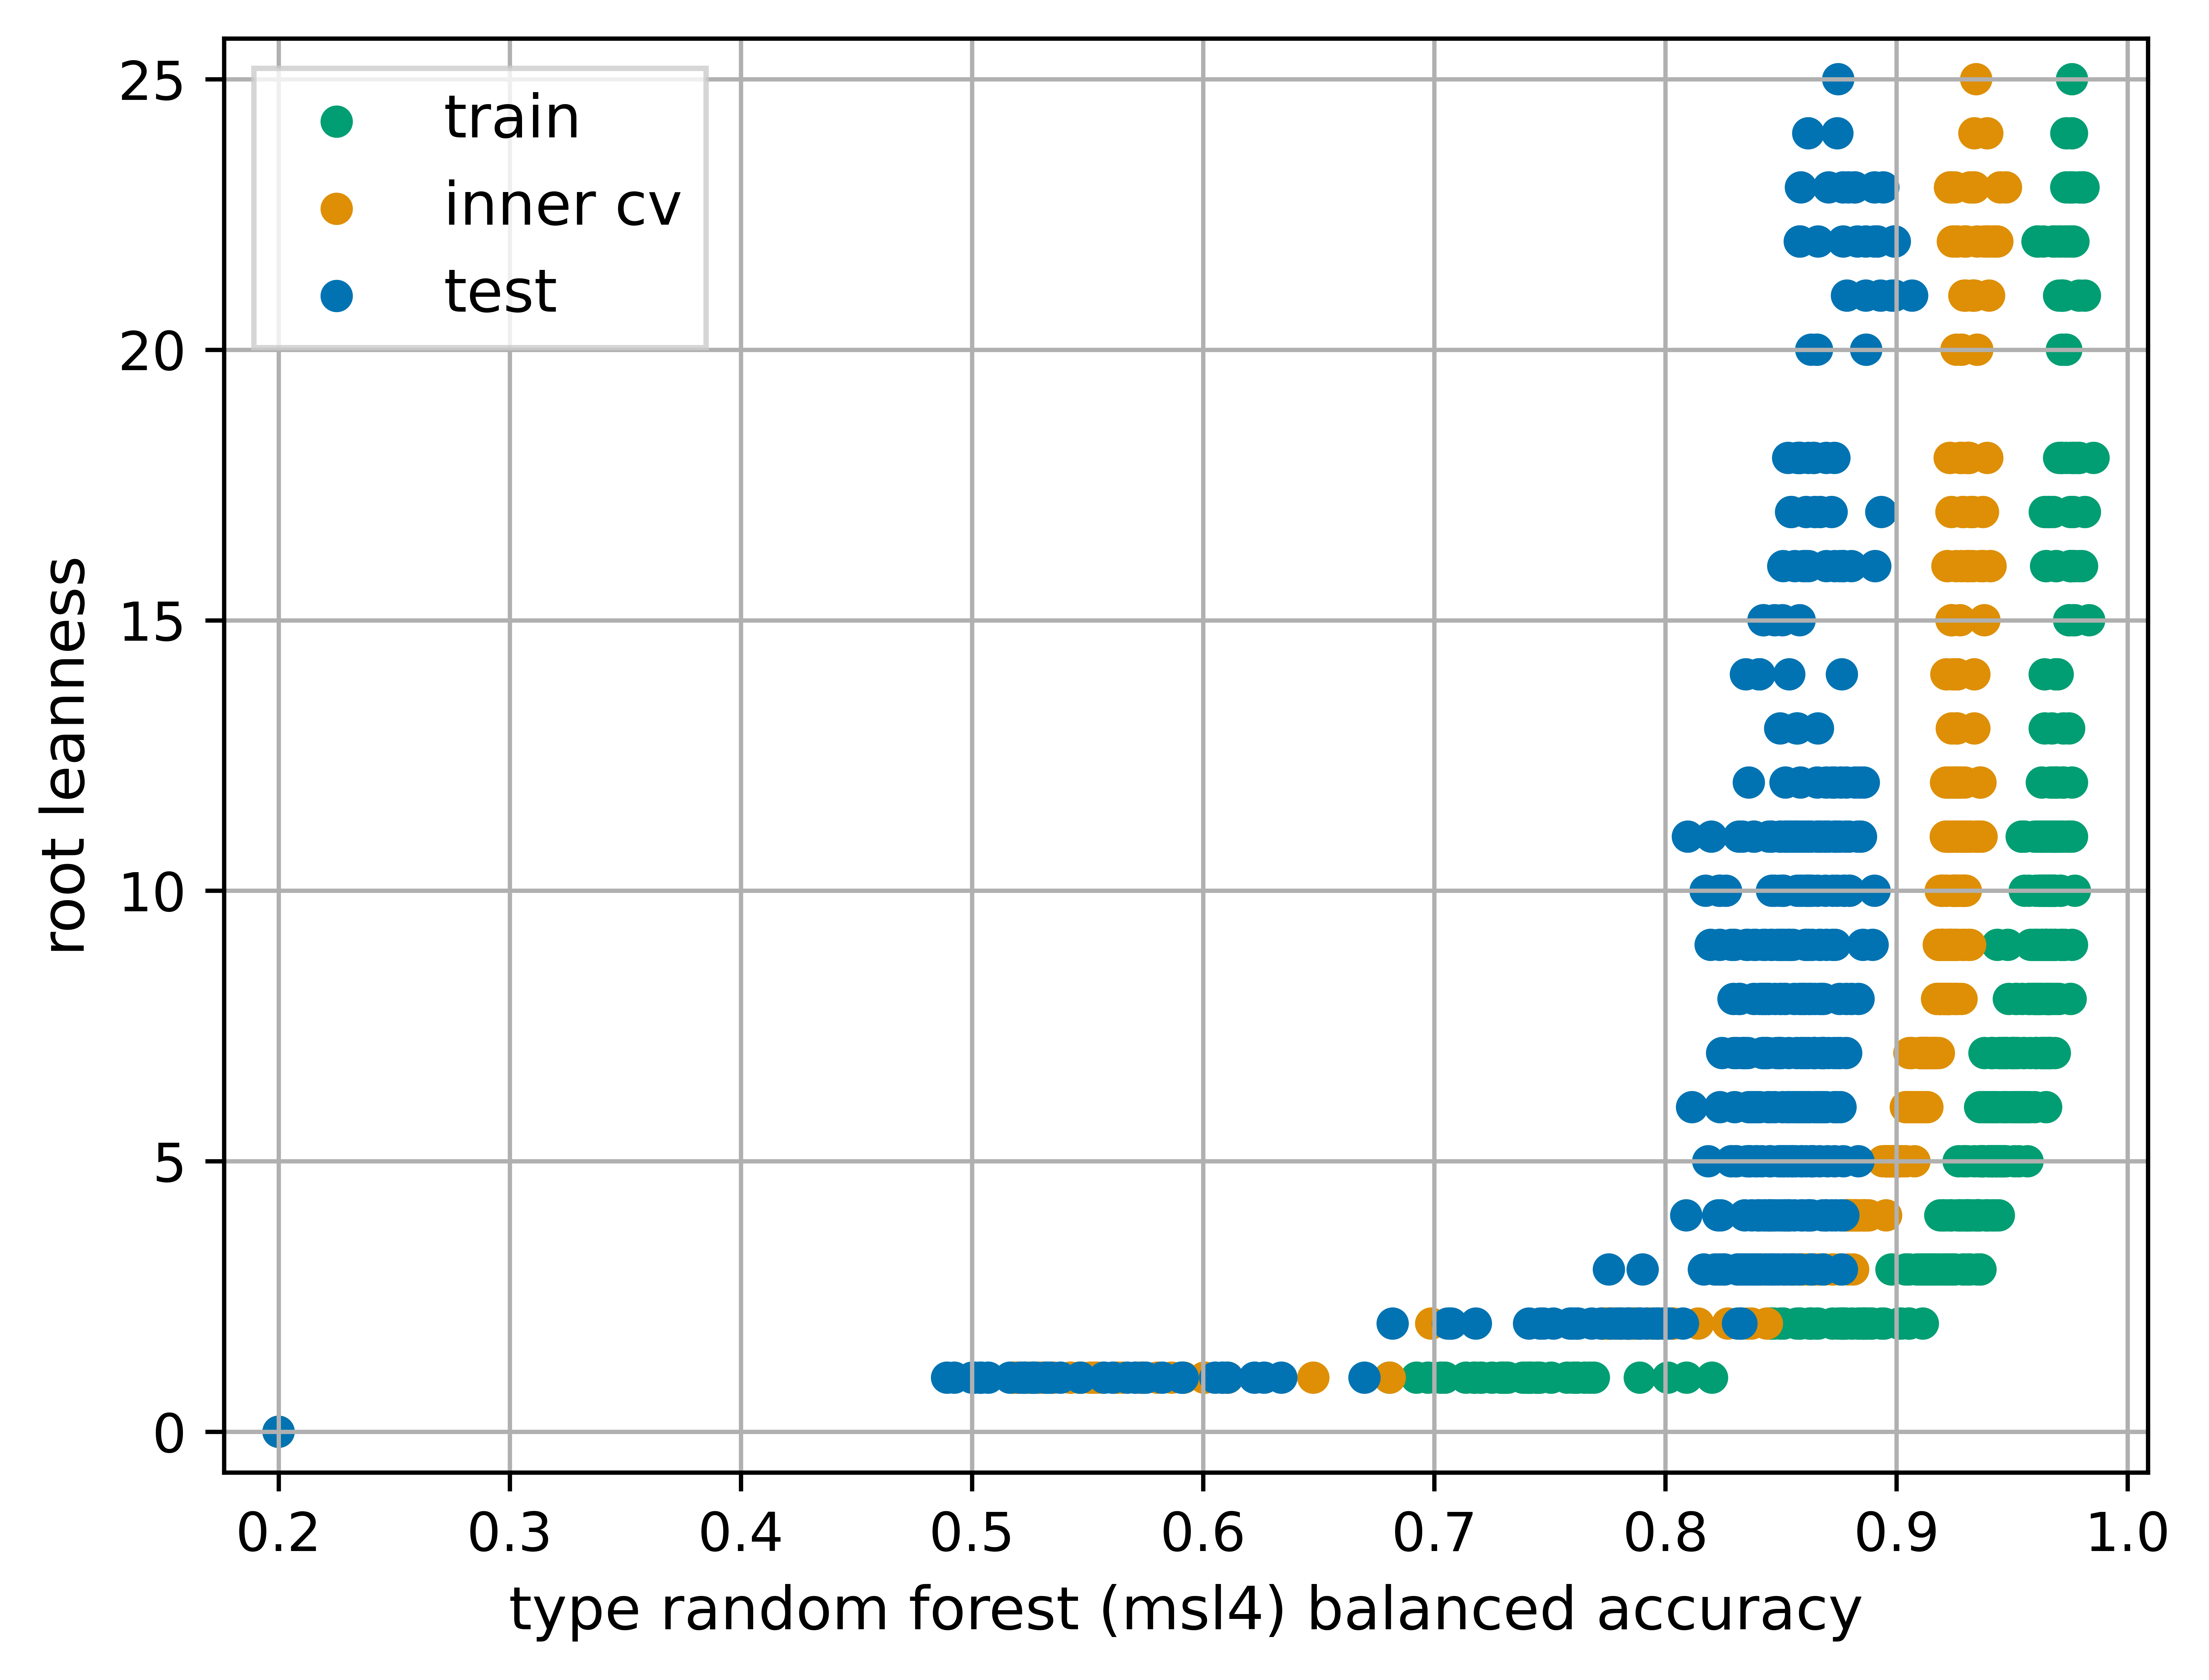 25
20
15
10
5
0
root leanness
train
inner cv
test
0.2 0.3 0.4 0.5 0.6 0.7 0.8 0.9 1.0
type random forest (msl4) balanced accuracy